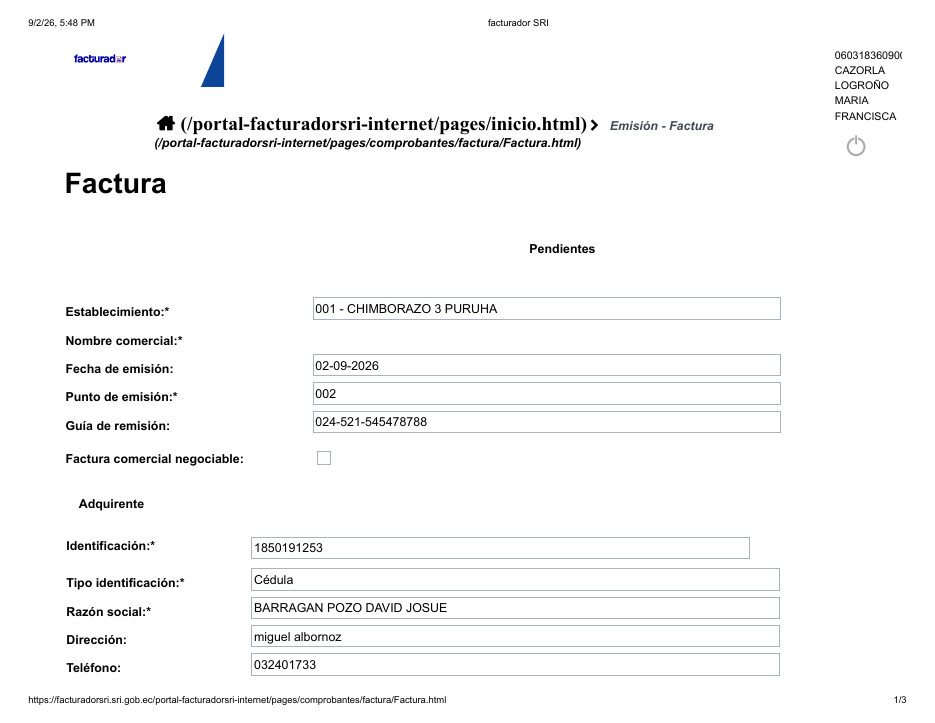 9/2/26, 5:48 PM
facturador SRI
facturador
060318360900
CAZORLA
LOGROÑO
MARIA
FRANCISCA
(/portal-facturadorsri-internet/pages/inicio.html) Emisión - Factura
(/portal-facturadorsri-internet/pages/comprobantes/factura/Factura.html)
Factura
Pendientes
Establecimiento:* 001 - CHIMBORAZO 3 PURUHA
Nombre comercial:*
Fecha de emisión: 02-09-2026
Punto de emisión:* 002
Guía de remisión: 024-521-545478788
Factura comercial negociable:
Adquirente
Identificación:* 1850191253
Tipo identificación:* Cédula
Razón social:* BARRAGAN POZO DAVID JOSUE
Dirección: miguel albornoz
Teléfono: 032401733
https://facturadorsri.sri.gob.ec/portal-facturadorsri-internet/pages/comprobantes/factura/Factura.html
1/3